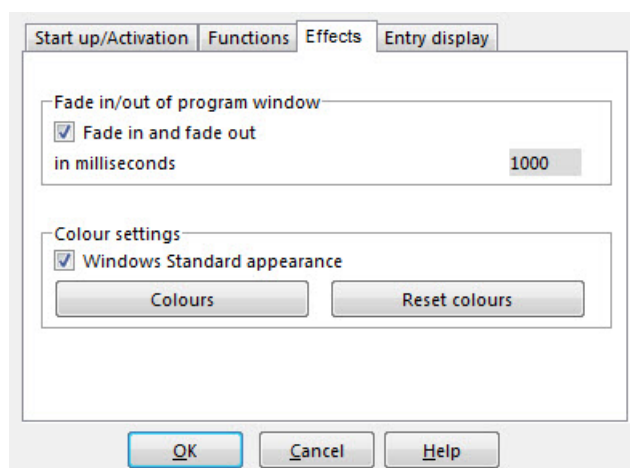 Start up/Activation Functions Effects Entry display
Fade in/out of program window
Fade in and fade out
in milliseconds 1000
Colour settings
Windows Standard appearance
Colours Reset colours
OK Cancel Help